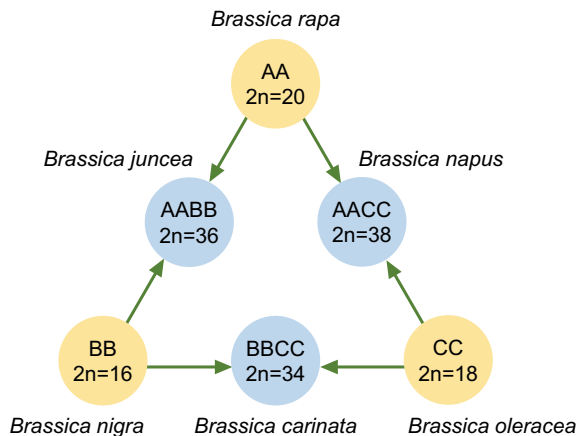 Brassica rapa
AA
2n=20
Brassica juncea
Brassica napus
AABB
2n=36
AACC
2n=38
BB
2n=16
BBCC
2n=34
CC
2n=18
Brassica nigra
Brassica carinata
Brassica oleracea